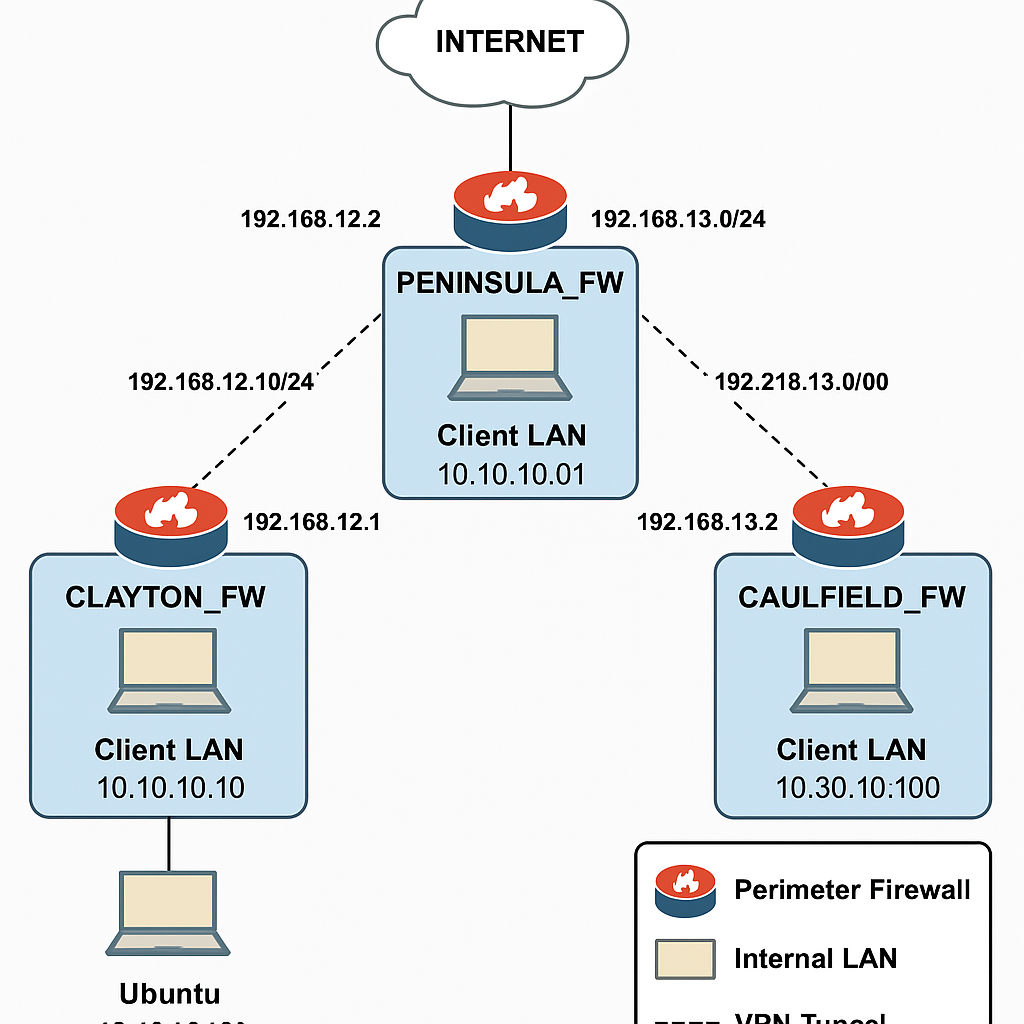 INTERNET
192.168.12.2
192.168.13.0/24
PENINSULA_FW
192.168.12.10/24
192.218.13.0/00
Client LAN
10.10.10.01
192.168.12.1
192.168.13.2
CLAYTON_FW
CAULFIELD_FW
Client LAN
10.10.10.10
Client LAN
10.30.10:100
Perimeter Firewall
Internal LAN
Ubuntu
VPN